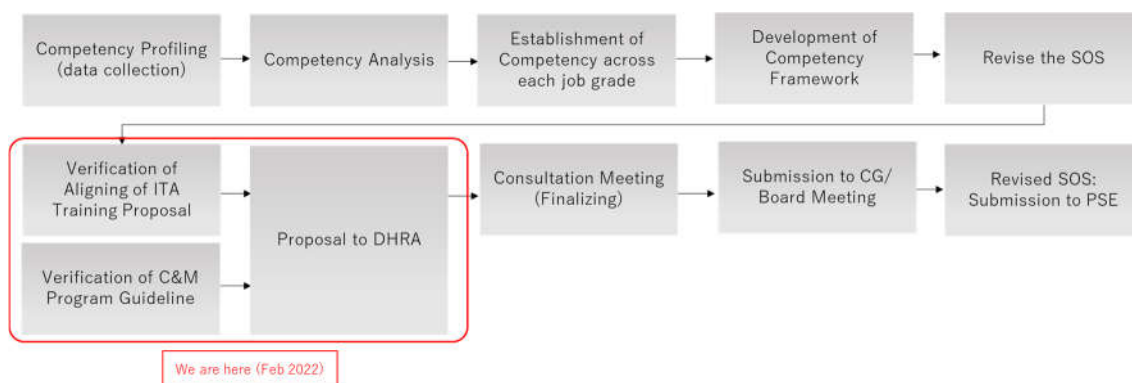 Competency Profiling
(data collection)
Competency Analysis
Establishment of
Competency across
each job grade
Development of
Competency
Framework
Revise the SOS
Verification of
Aligning of ITA
Training Proposal
Verification of C&M
Program Guideline
Proposal to DHRA
Consultation Meeting
(Finalizing)
Submission to CG/
Board Meeting
Revised SOS:
Submission to PSE
We are here (Feb 2022)